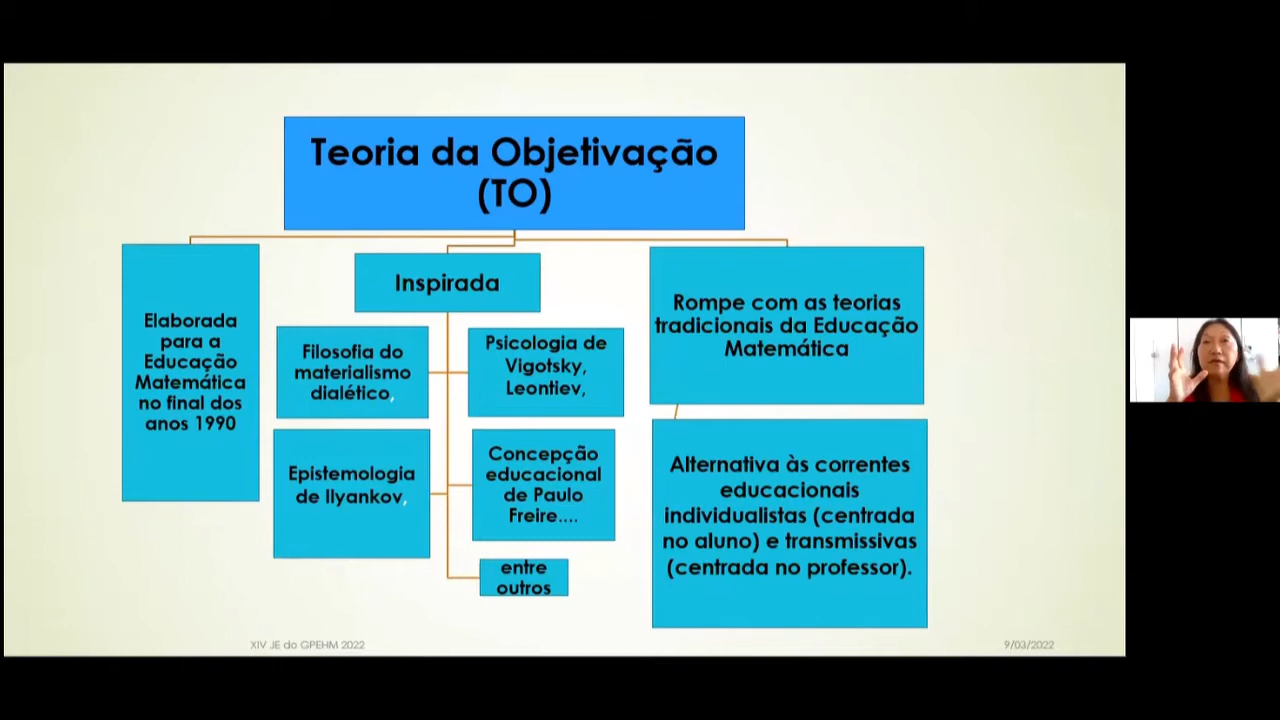 Teoria da Objetivação
(TO)
Elaborada
para a
Educação
Matemática
no final dos
anos 1990
Inspirada
Filosofia do
materialismo
dialético,
Psicologia de
Vigotsky,
Leontiev,
Epistemologia
de Ilyankov,
Concepção
educacional
de Paulo
Freire....
entre
outros
Rompe com as teorias
tradicionais da Educação
Matemática
Alternativa às correntes
educacionais
individualistas (centrada
no aluno) e transmissivas
(centrada no professor).
XIV JE do GPEHM 2022
9/03/2022